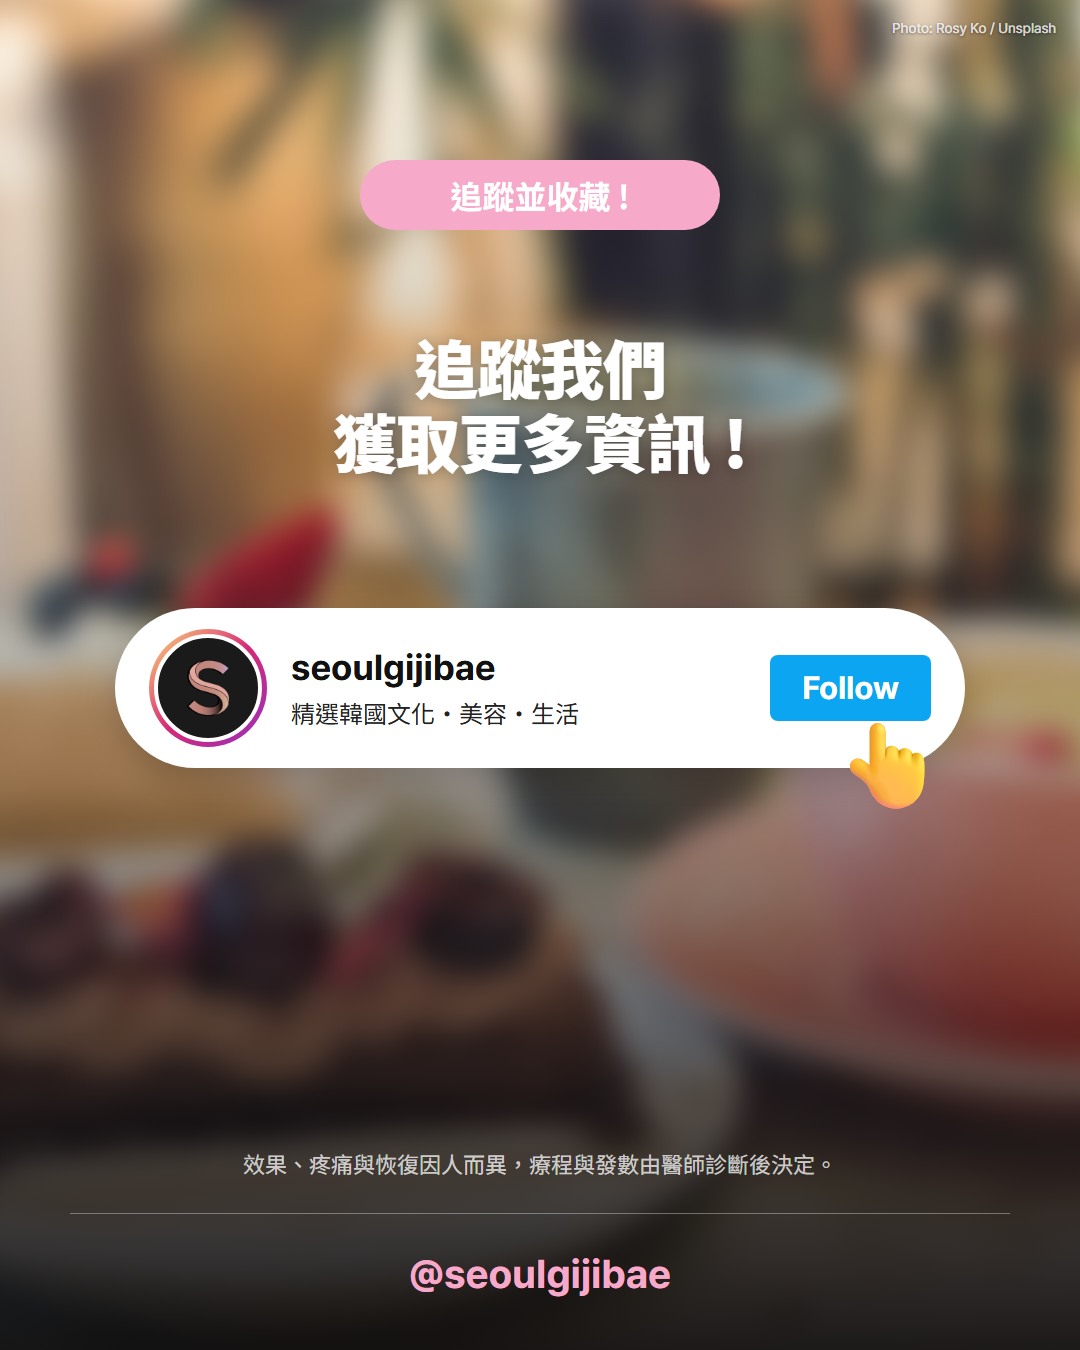 Photo: Rosy Ko / Unsplash
追蹤並收藏！
追蹤我們
獲取更多資訊！
S
seoulgijibae
精選韓國文化・美容・生活
Follow
效果、疼痛與恢復因人而異，療程與發數由醫師診斷後決定。
@seoulgijibae